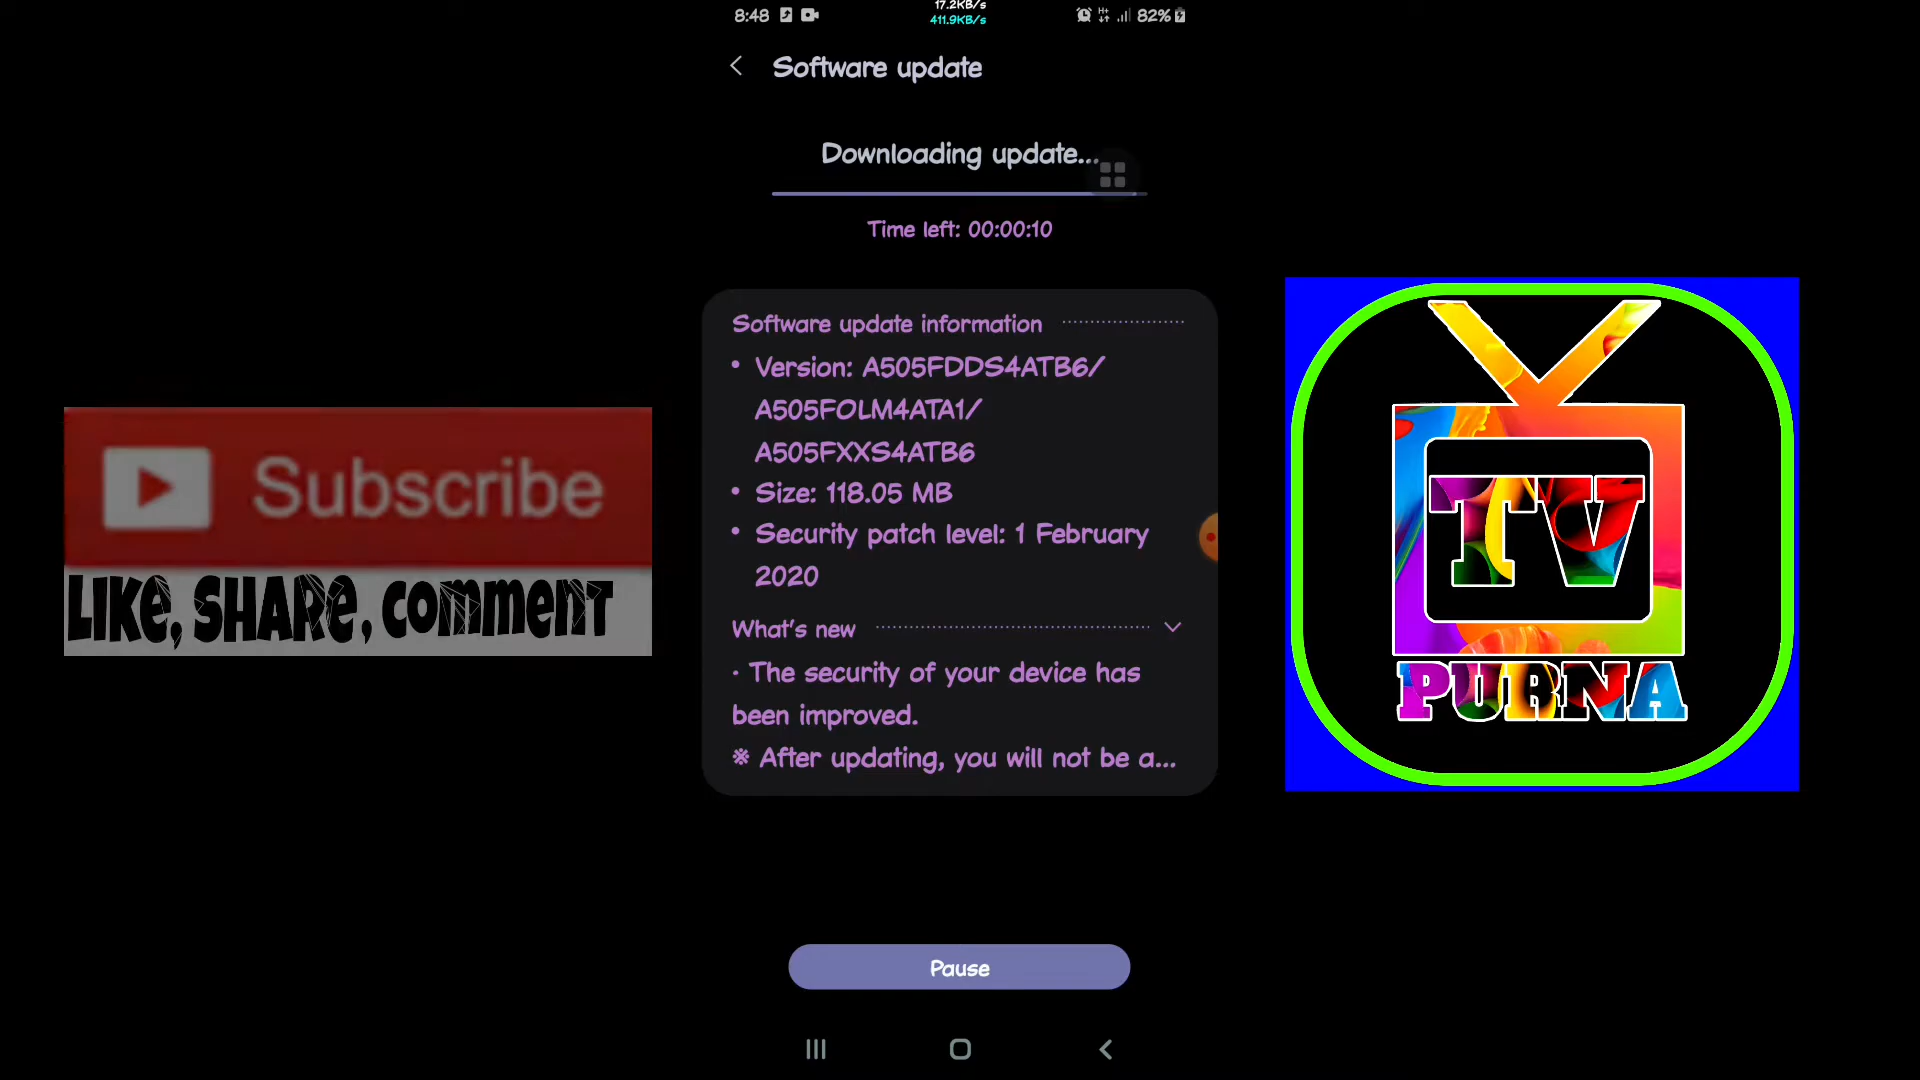 8:48
17.2KB/s
411.9KB/s
H+
82%
Software update
Downloading update...
Time left: 00:00:10
Software update information
• Version: A505FDDS4ATB6/
A505FOLM4ATA1/
A505FXXS4ATB6
• Size: 118.05 MB
• Security patch level: 1 February
2020
What's new
· The security of your device has
been improved.
※ After updating, you will not be a...
Pause
Subscribe
LIKE, SHARE, COMMENT
TV
PURNA